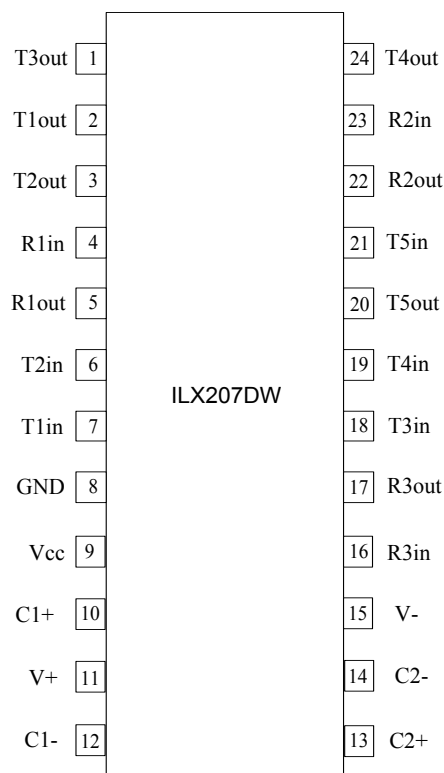 T3out 1 24 T4out
T1out 2 23 R2in
T2out 3 22 R2out
R1in 4 21 T5in
R1out 5 20 T5out
T2in 6 19 T4in
ILX207DW
T1in 7 18 T3in
GND 8 17 R3out
Vcc 9 16 R3in
C1+ 10 15 V-
V+ 11 14 C2-
C1- 12 13 C2+